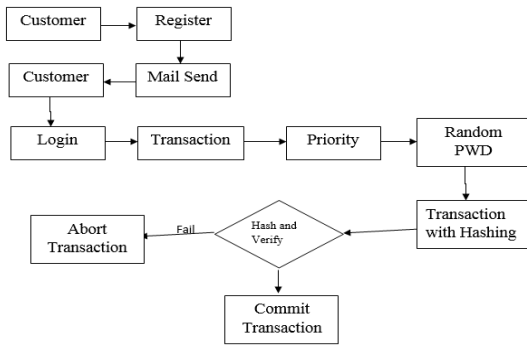 Customer
Register
Customer
Mail Send
Login
Transaction
Priority
Random
PWD
Abort
Transaction
Fail
Hash and
Verify
Transaction
with Hashing
Commit
Transaction